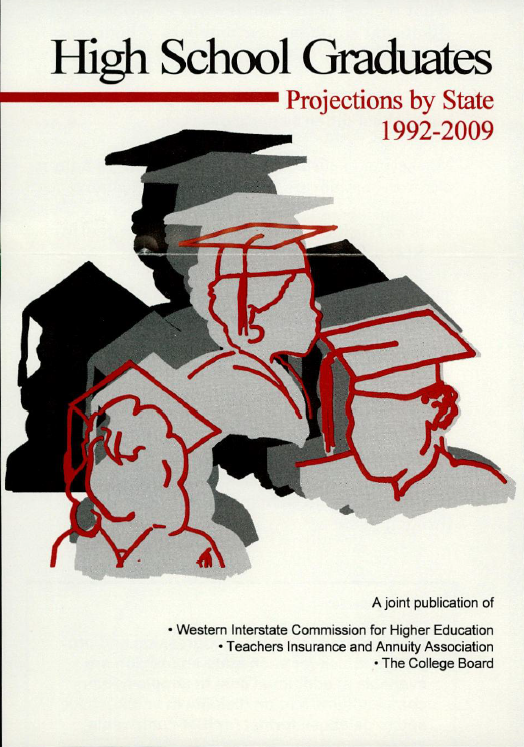 High School Graduates
Projections by State
1992-2009
A joint publication of
• Western Interstate Commission for Higher Education
• Teachers Insurance and Annuity Association
• The College Board